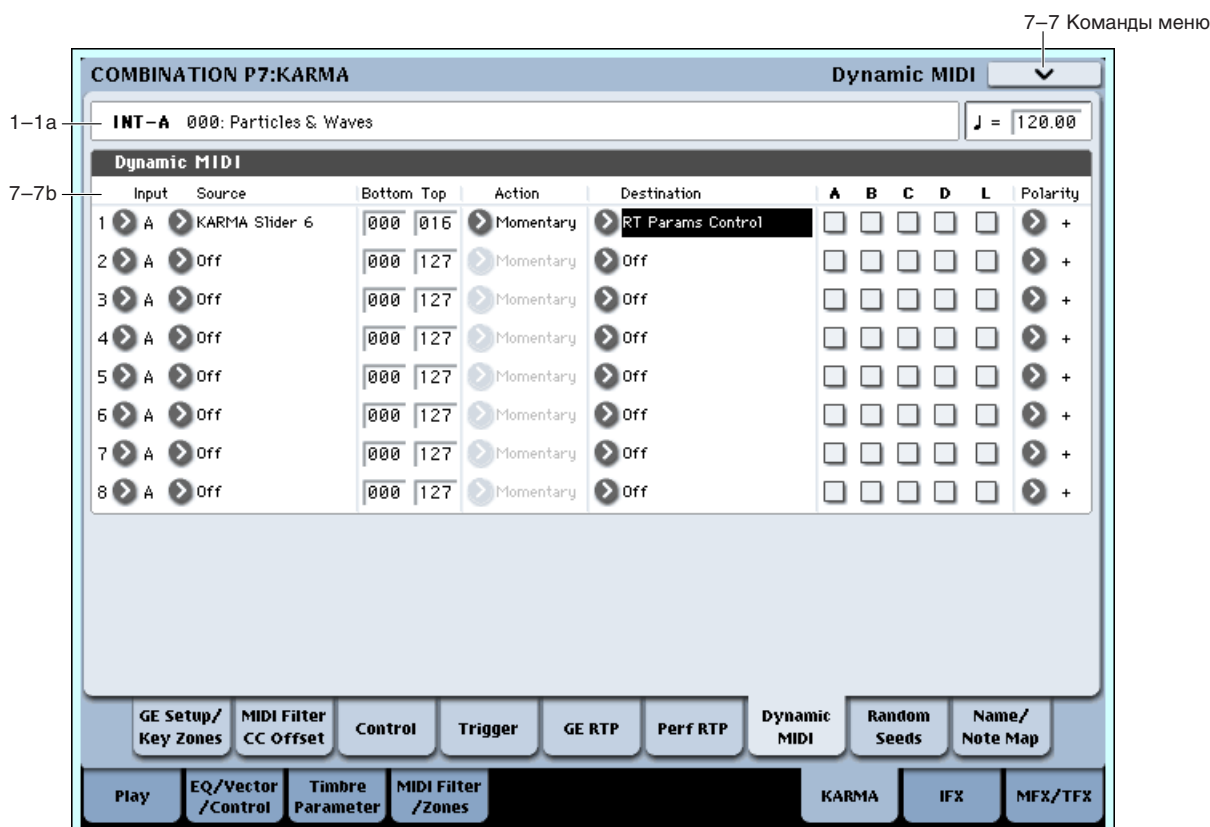 7–7 Команды меню
COMBINATION P7:KARMA Dynamic MIDI
1–1a INT-A 000: Particles & Waves ♩ = 120.00
Dynamic MIDI
7–7b Input Source Bottom Top Action Destination A B C D L Polarity
1 A KARMA Slider 6 000 016 Momentary RT Params Control +
2 A Off 000 127 Momentary Off +
3 A Off 000 127 Momentary Off +
4 A Off 000 127 Momentary Off +
5 A Off 000 127 Momentary Off +
6 A Off 000 127 Momentary Off +
7 A Off 000 127 Momentary Off +
8 A Off 000 127 Momentary Off +
GE Setup/ Key Zones
MIDI Filter CC Offset
Control
Trigger
GE RTP
Perf RTP
Dynamic MIDI
Random Seeds
Name/ Note Map
Play
EQ/Vector /Control
Timbre Parameter
MIDI Filter /Zones
KARMA
IFX
MFX/TFX